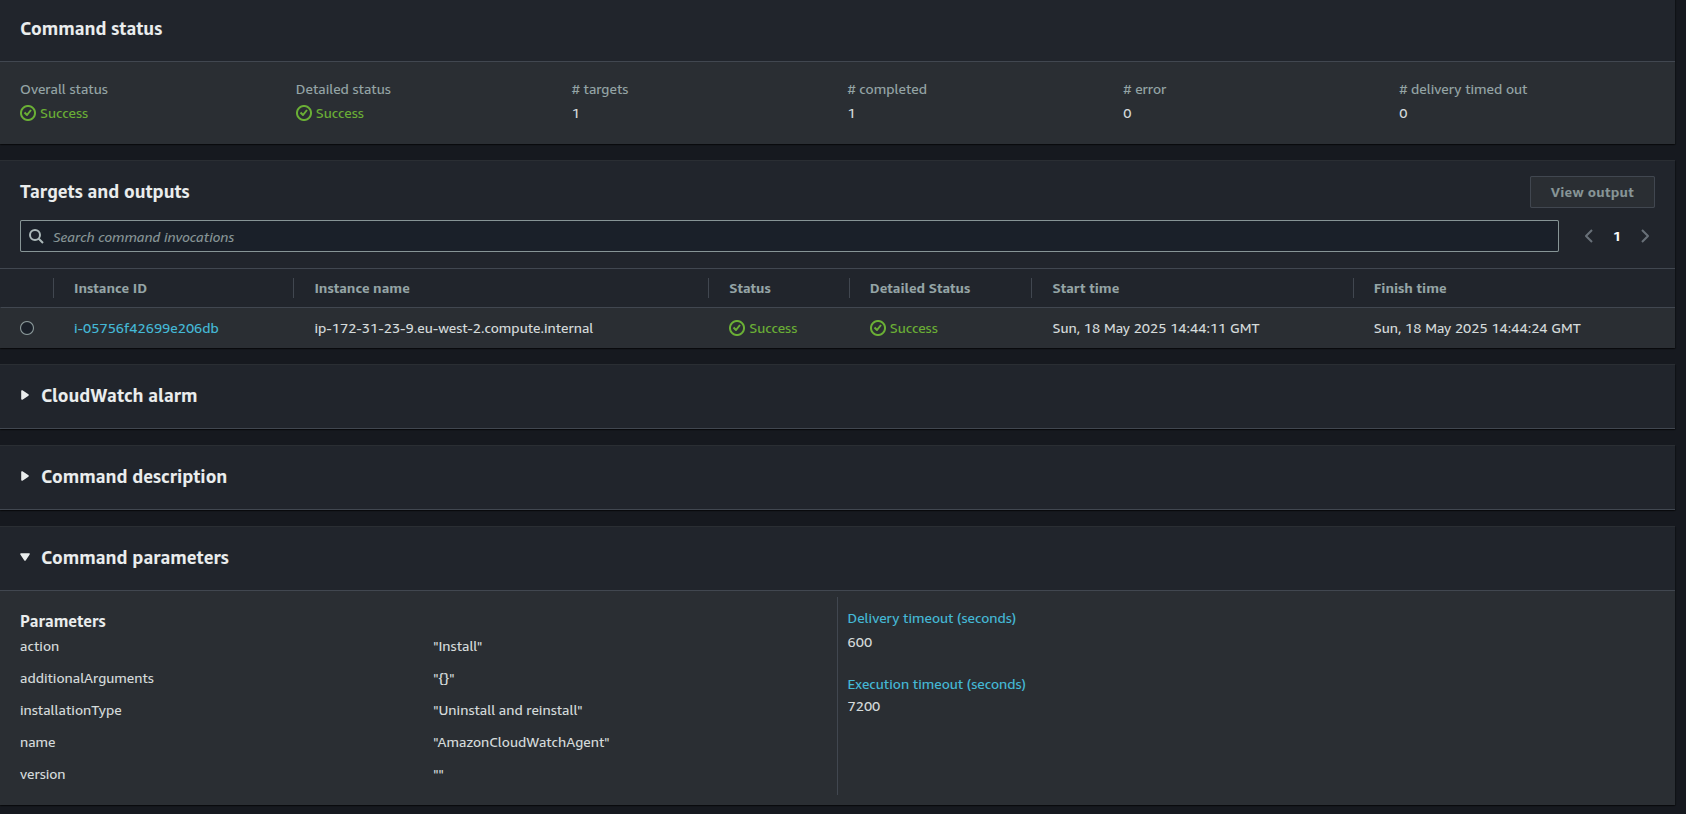 Command status
Overall status Detailed status # targets # completed # error # delivery timed out
Success Success 1 1 0 0
Targets and outputs View output
Search command invocations 1
Instance ID Instance name Status Detailed Status Start time Finish time
i-05756f42699e206db ip-172-31-23-9.eu-west-2.compute.internal Success Success Sun, 18 May 2025 14:44:11 GMT Sun, 18 May 2025 14:44:24 GMT
CloudWatch alarm
Command description
Command parameters
Parameters
action "Install"
additionalArguments "{}"
installationType "Uninstall and reinstall"
name "AmazonCloudWatchAgent"
version ""
Delivery timeout (seconds)
600
Execution timeout (seconds)
7200